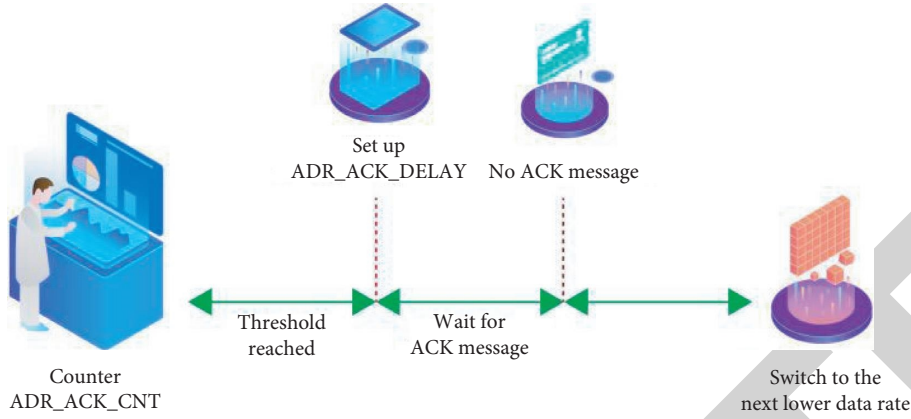 Set up
ADR_ACK_DELAY
No ACK message
Threshold
reached
Wait for
ACK message
Counter
ADR_ACK_CNT
Switch to the
next lower data rate